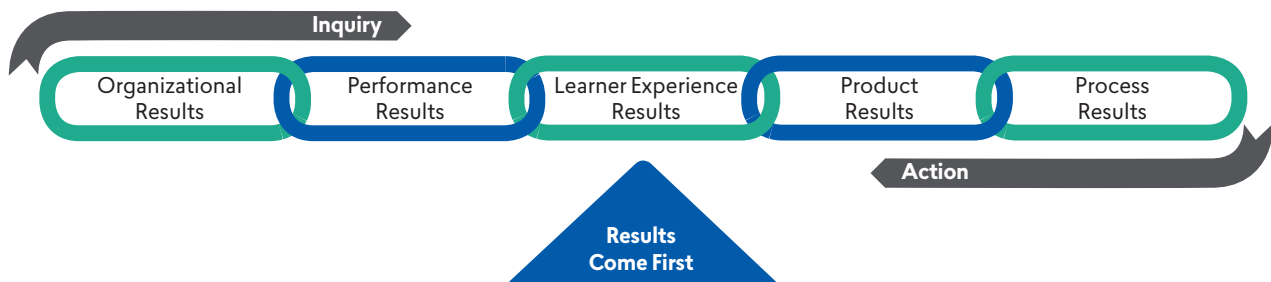 Inquiry
Organizational
Results
Performance
Results
Learner Experience
Results
Product
Results
Process
Results
Action
Results
Come First